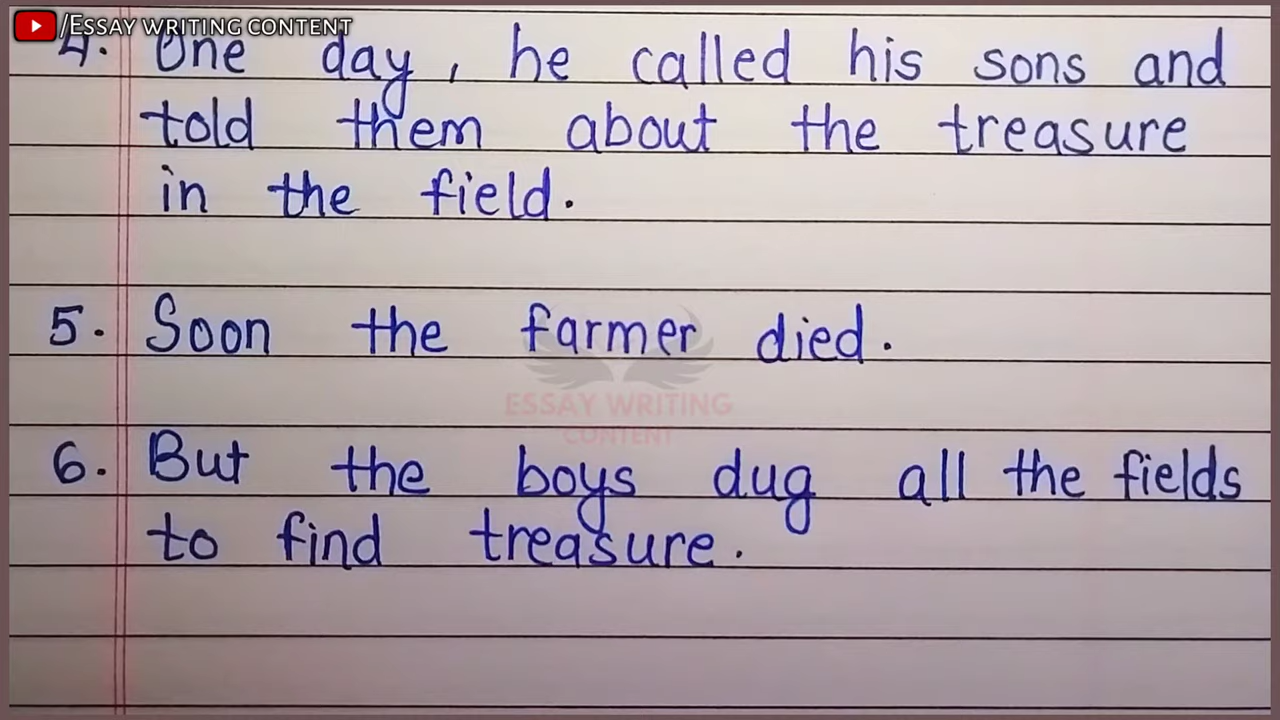 /Essay writing content
4. One day, he called his sons and
told them about the treasure
in the field.
5. Soon the farmer died.
ESSAY WRITING
CONTENT
6. But the boys dug all the fields
to find treasure.